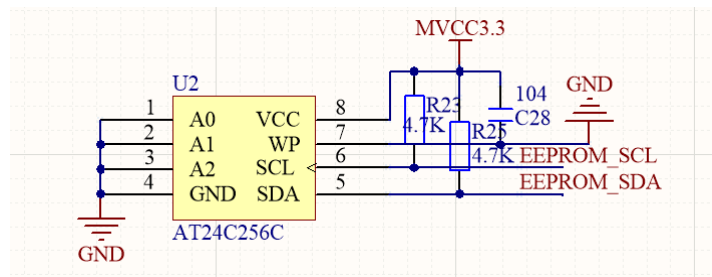 MVCC3.3
U2
GND
104
C28
1 A0 VCC 8
R23
4.7K
2 A1 WP 7
R25
4.7K
3 A2 SCL 6
EEPROM_SCL
4 GND SDA 5
EEPROM_SDA
AT24C256C
GND